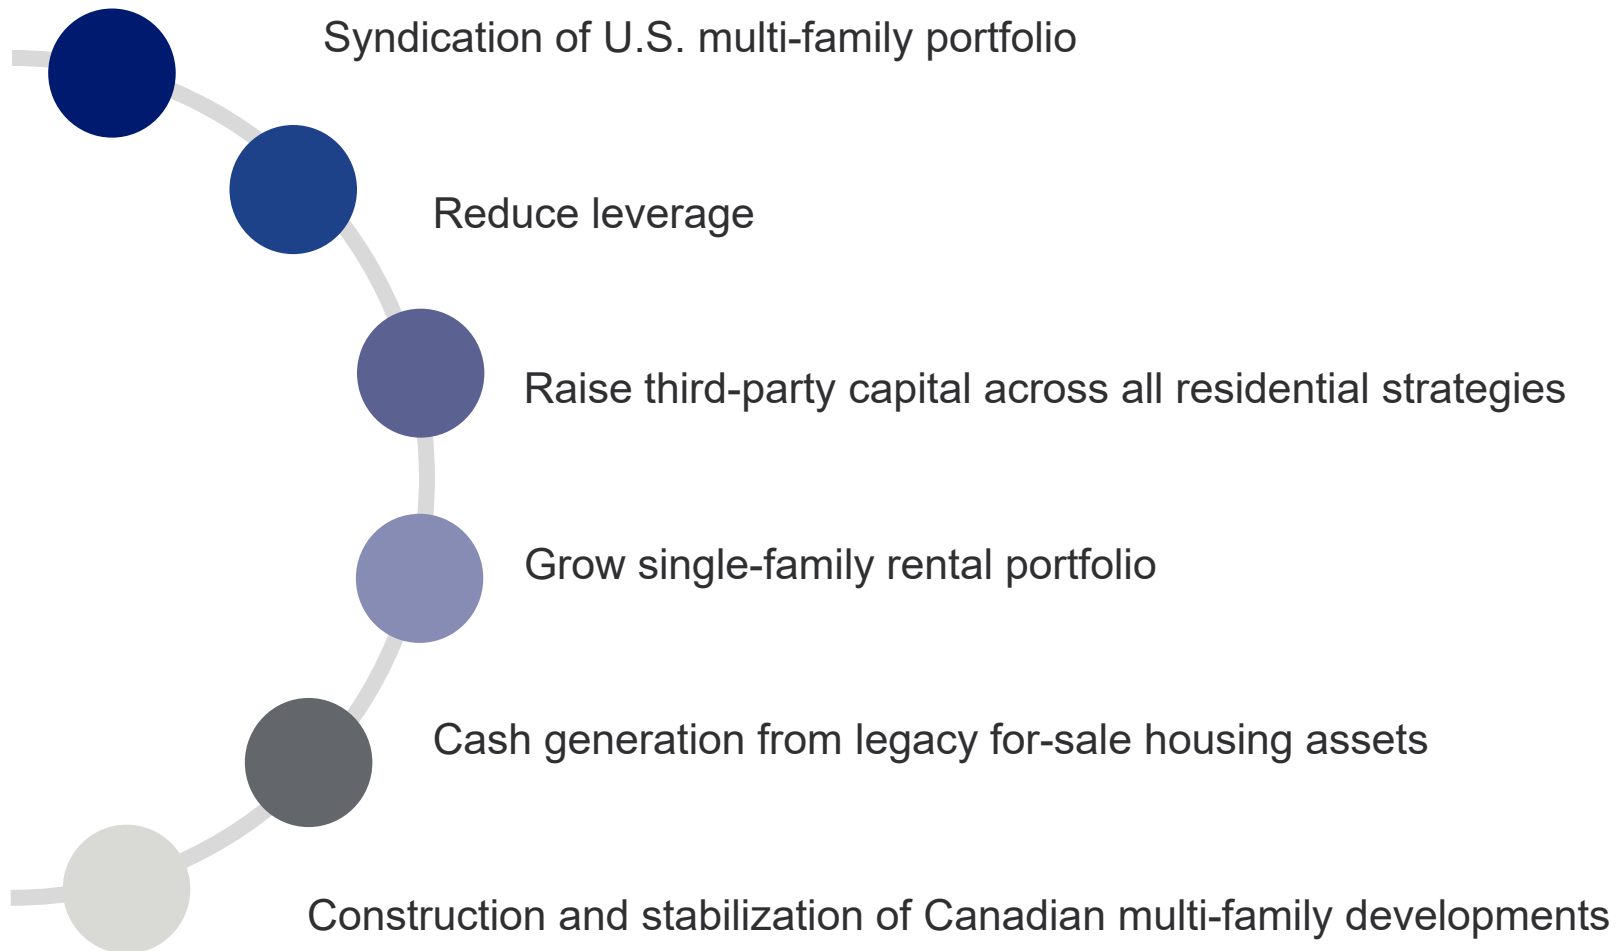 Syndication of U.S. multi-family portfolio
Reduce leverage
Raise third-party capital across all residential strategies
Grow single-family rental portfolio
Cash generation from legacy for-sale housing assets
Construction and stabilization of Canadian multi-family developments